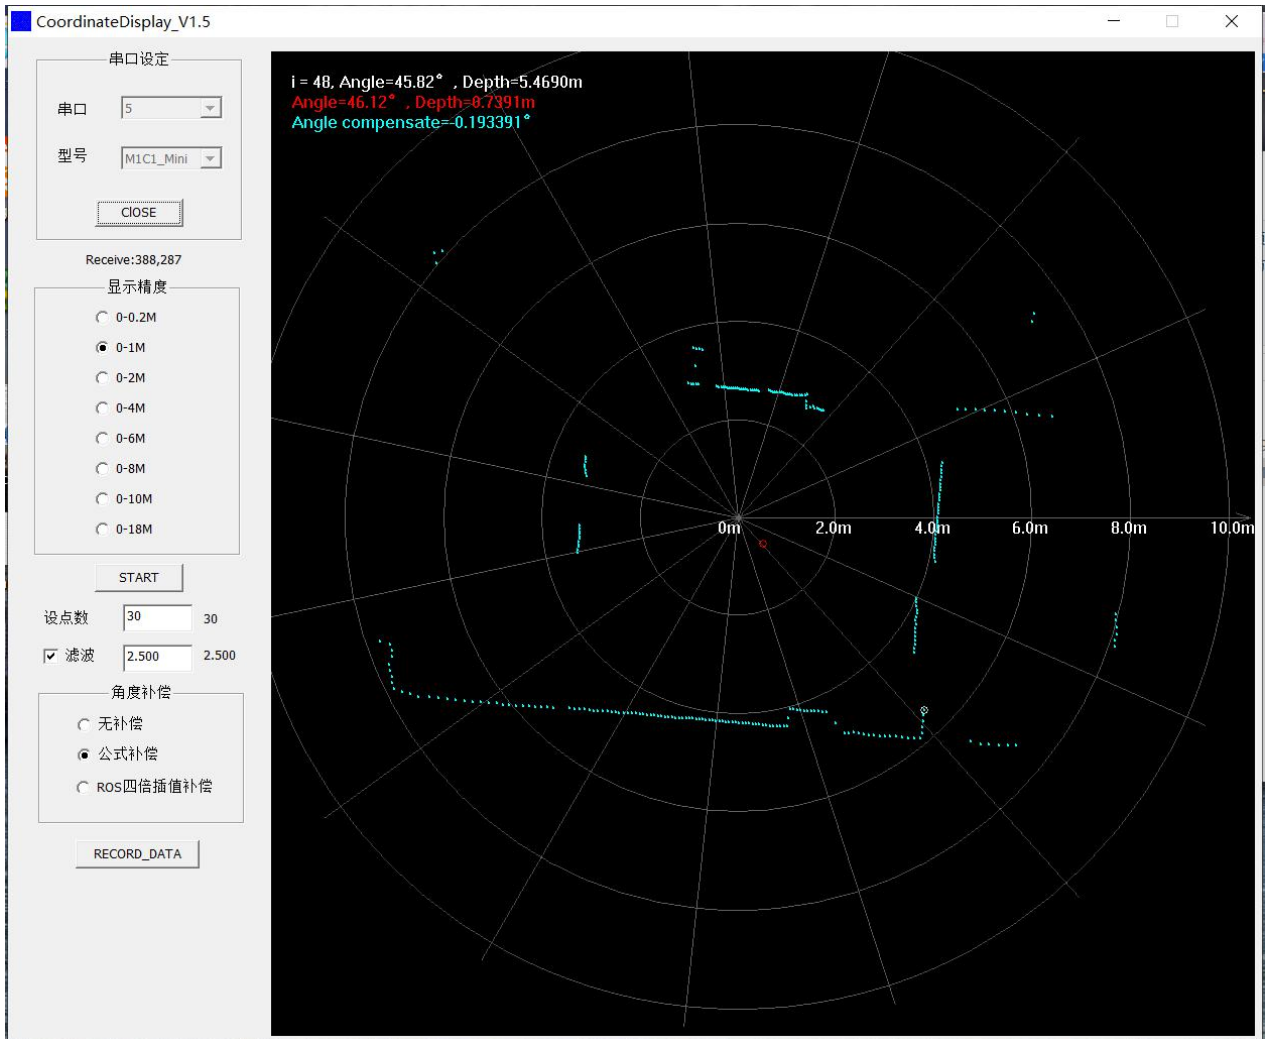 CoordinateDisplay_V1.5
串口设定
串口 5
型号 M1C1_Mini
ClOSE
Receive:388,287
显示精度
0-0.2M
0-1M
0-2M
0-4M
0-6M
0-8M
0-10M
0-18M
START
设点数 30 30
滤波 2.500 2.500
角度补偿
无补偿
公式补偿
ROS四倍插值补偿
RECORD_DATA
i = 48, Angle=45.82° , Depth=5.4690m
Angle=46.12° , Depth=0.7391m
Angle compensate=-0.193391°
0m 2.0m 4.0m 6.0m 8.0m 10.0m